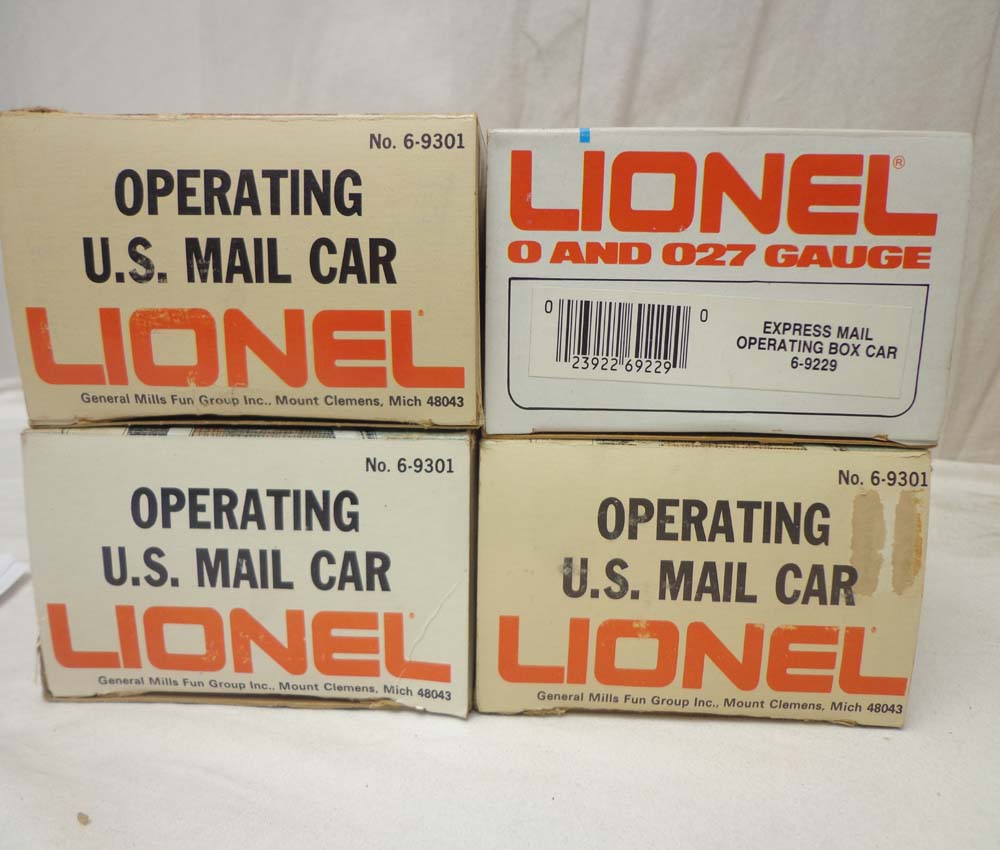 No. 6-9301
OPERATING
U.S. MAIL CAR
LIONEL
General Mills Fun Group Inc., Mount Clemens, Mich 48043
LIONEL®
O AND O27 GAUGE
0 23922 69229 0
EXPRESS MAIL
OPERATING BOX CAR
6-9229
No. 6-9301
OPERATING
U.S. MAIL CAR
LIONEL
General Mills Fun Group Inc., Mount Clemens, Mich 48043
No. 6-9301
OPERATING
U.S. MAIL CAR
LIONEL
General Mills Fun Group Inc., Mount Clemens, Mich 48043